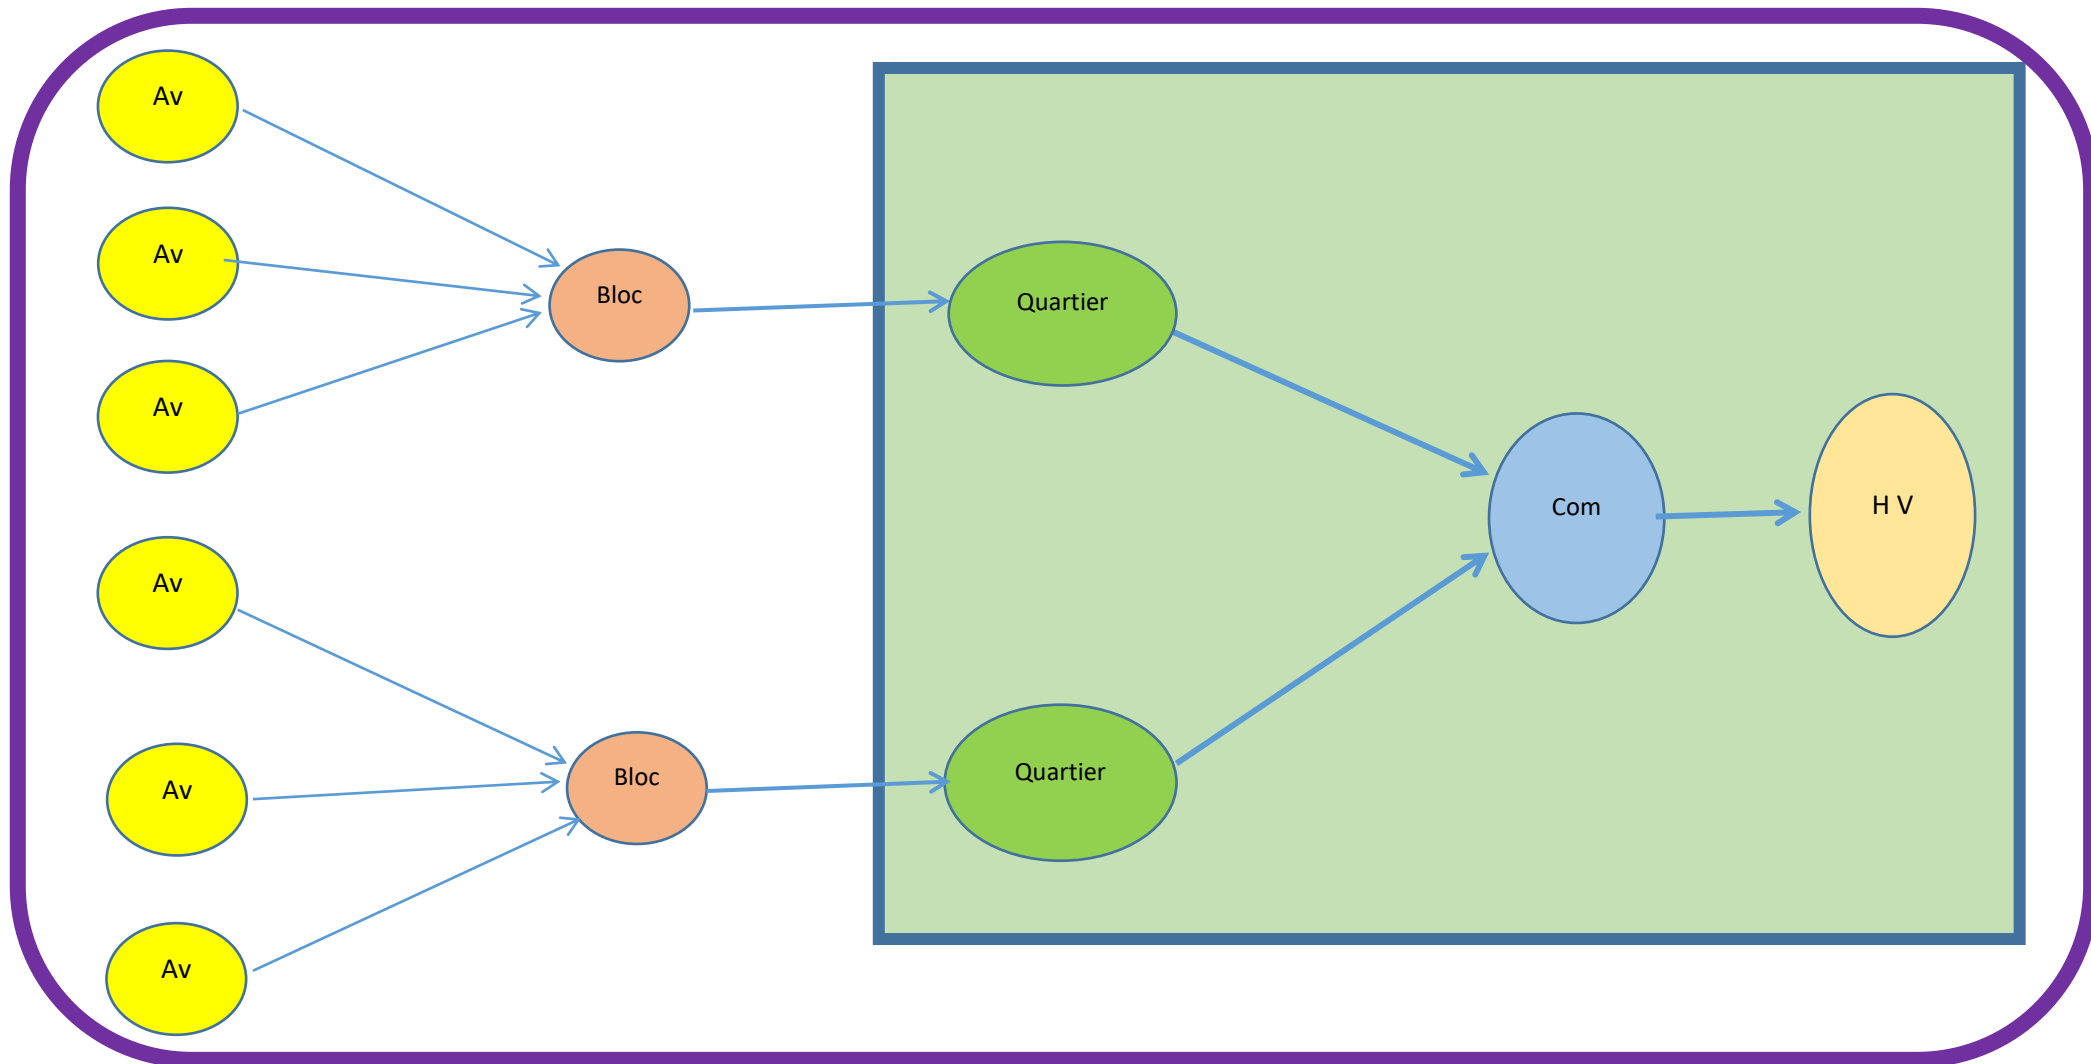 Av
Av
Av
Av
Av
Av
Bloc
Bloc
Quartier
Quartier
Com
H V